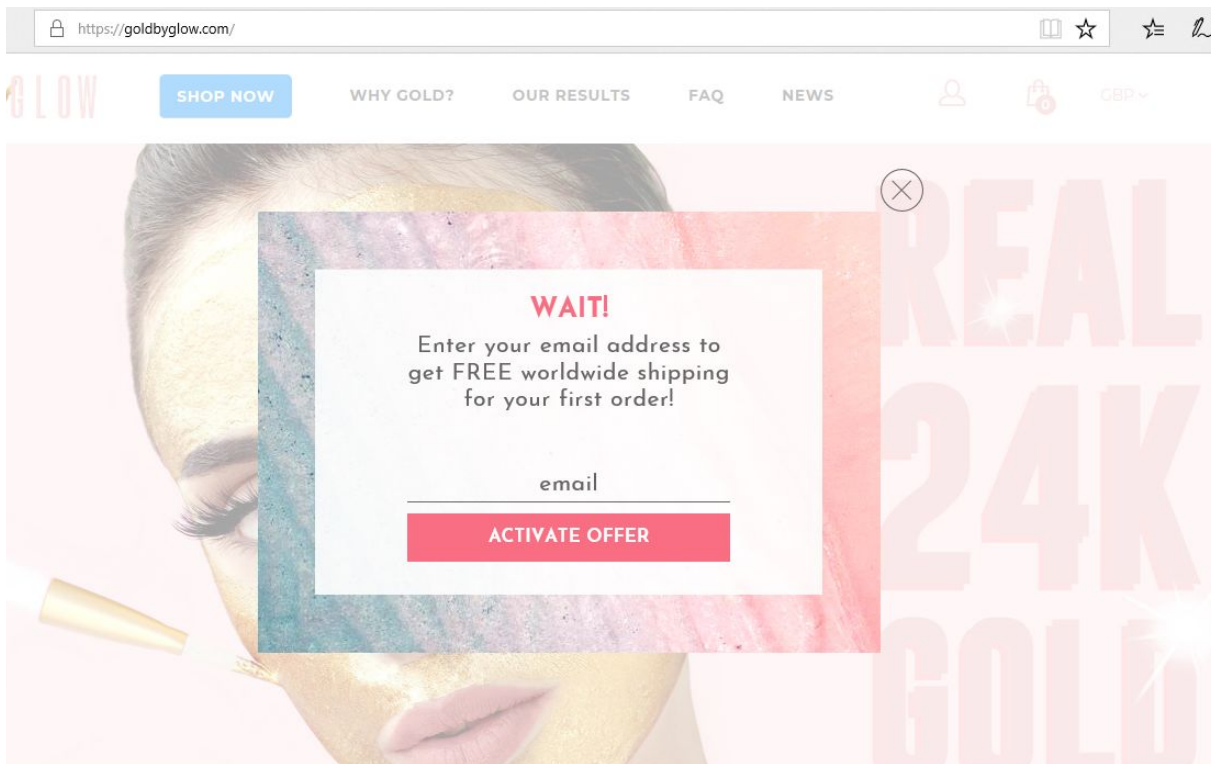 https://goldbyglow.com/
GLOW
SHOP NOW
WHY GOLD?
OUR RESULTS
FAQ
NEWS
0
GBP
REAL
24K
GOLD
WAIT!
Enter your email address to
get FREE worldwide shipping
for your first order!
email
ACTIVATE OFFER